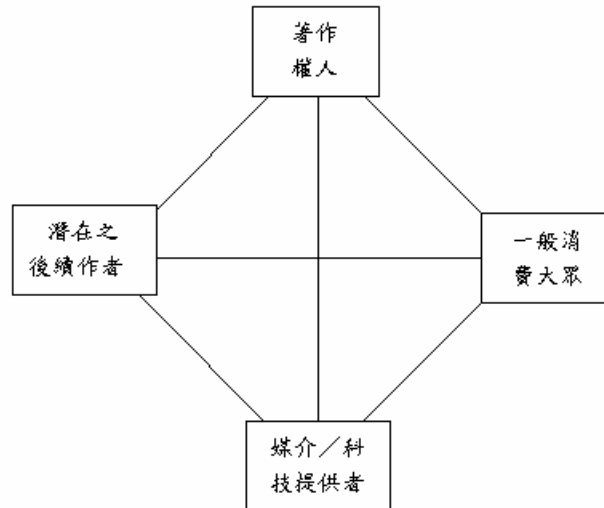 著作
權人
潛在之
後續作者
一般消
費大眾
媒介／科
技提供者